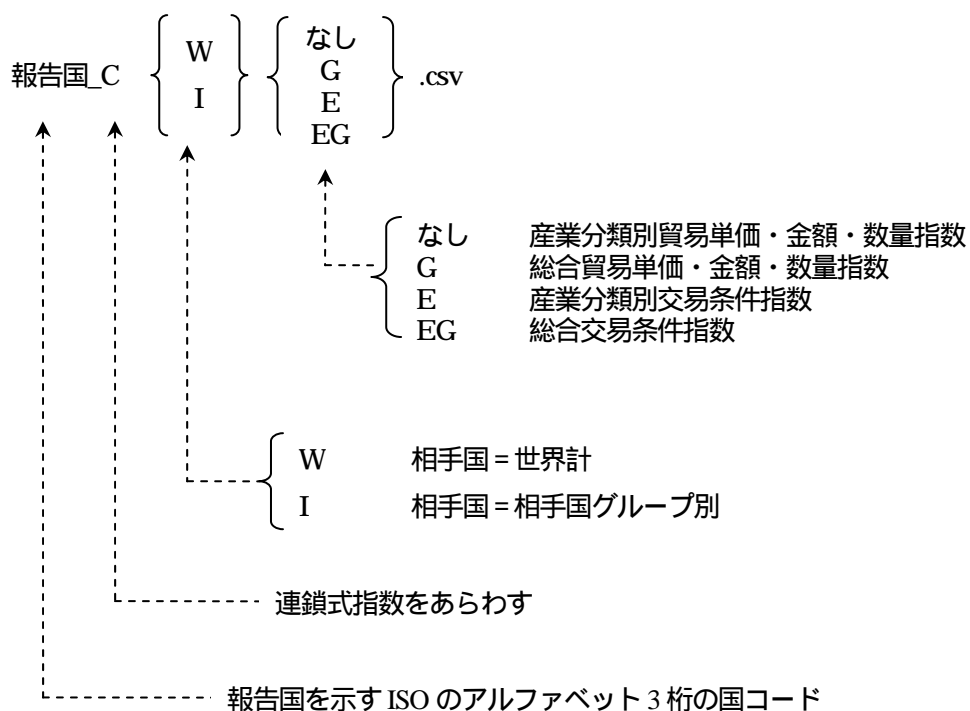 報告国_C W I なし G E EG .csv
なし 産業分類別貿易単価・金額・数量指数
G 総合貿易単価・金額・数量指数
E 産業分類別交易条件指数
EG 総合交易条件指数
W 相手国=世界計
I 相手国=相手国グループ別
連鎖式指数をあらわす
報告国を示す ISO のアルファベット 3 桁の国コード